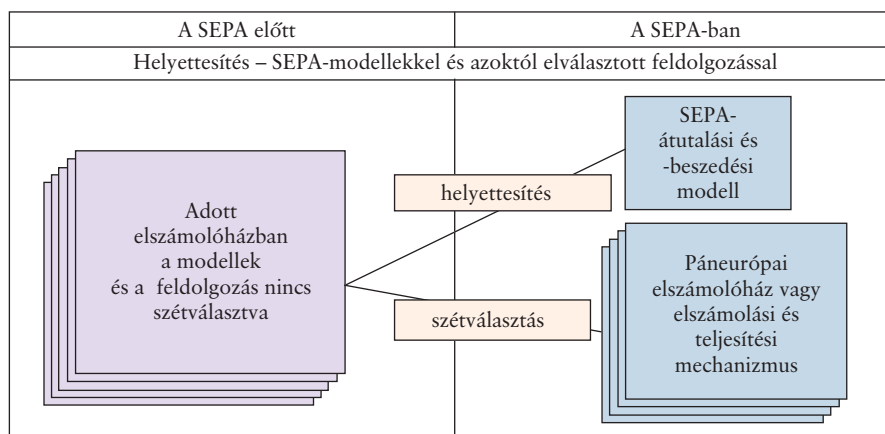 A SEPA előtt
A SEPA-ban
Helyettesítés – SEPA-modellekkel és azoktól elválasztott feldolgozással
Adott
elszámolóházban
a modellek
és a feldolgozás nincs
szétválasztva
helyettesítés
szétválasztás
SEPA-
átutalási és
-beszedési
modell
Páneurópai
elszámolóház vagy
elszámolási és
teljesítési
mechanizmus